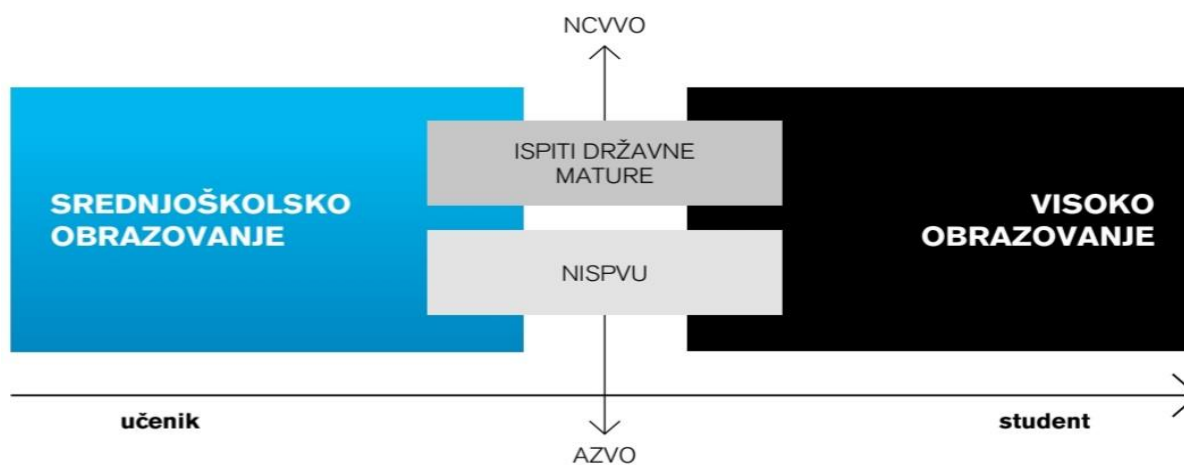 NCVVO
ISPITI DRŽAVNE
MATURE
SREDNJOŠKOLSKO
OBRAZOVANJE
VISOKO
OBRAZOVANJE
NISPVU
učenik
student
AZVO